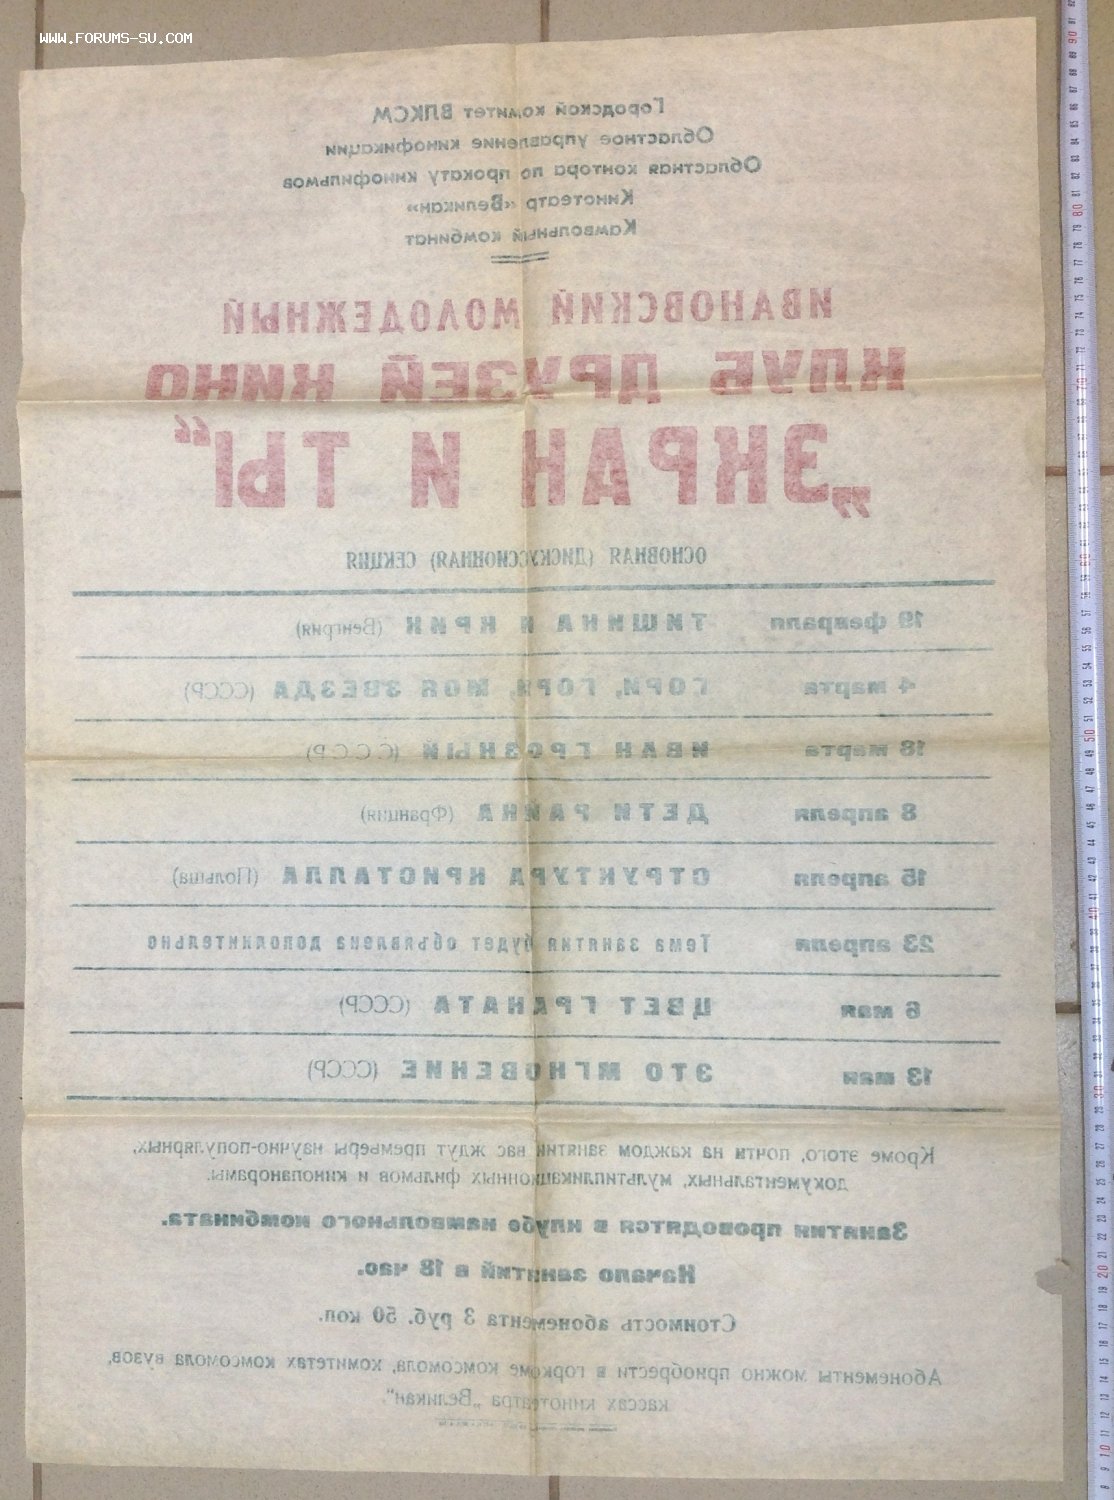 WWW.FORUMS-SU.COM
Городской комитет ВЛКСМ
Областное управление кинофикации
Областная контора по прокату кинофильмов
Кинотеатр «Великан»
Камвольный комбинат
ИВАНОВСКИЙ МОЛОДЕЖНЫЙ
КЛУБ ДРУЗЕЙ КИНО
„ЭКРАН И ТЫ“
ОСНОВНАЯ (ДИСКУССИОННАЯ) СЕКЦИЯ
19 февраля ТИШИНА И КРИК (Венгрия)
4 марта ГОРИ, ГОРИ, МОЯ ЗВЕЗДА (СССР)
18 марта ИВАН ГРОЗНЫЙ (СССР)
8 апреля ДЕТИ РАЙКА (Франция)
15 апреля СТРУКТУРА КРИСТАЛЛА (Польша)
23 апреля Тема занятия будет объявлена дополнительно
6 мая ЦВЕТ ГРАНАТА (СССР)
13 мая ЭТО МГНОВЕНИЕ (СССР)
Кроме этого, почти на каждом занятии вас ждут премьеры научно-популярных,
документальных, мультипликационных фильмов и кинопанорамы.
Занятия проводятся в клубе камвольного комбината.
Начало занятий в 18 час.
Стоимость абонемента 3 руб. 50 коп.
Абонементы можно приобрести в горкоме комсомола, комитетах комсомола вузов,
кассах кинотеатра „Великан“.